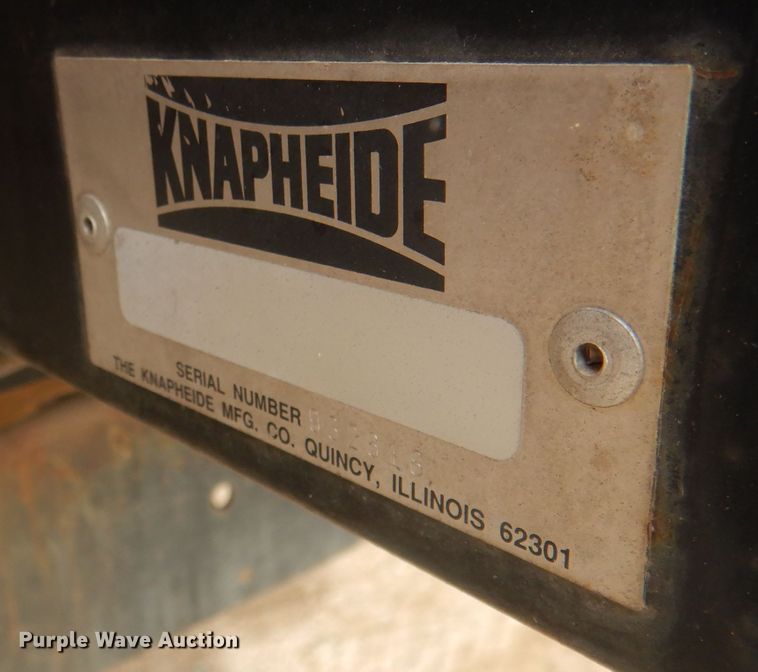 KNAPHEIDE
SERIAL NUMBER
THE KNAPHEIDE MFG. CO. QUINCY, ILLINOIS 62301
Purple Wave Auction